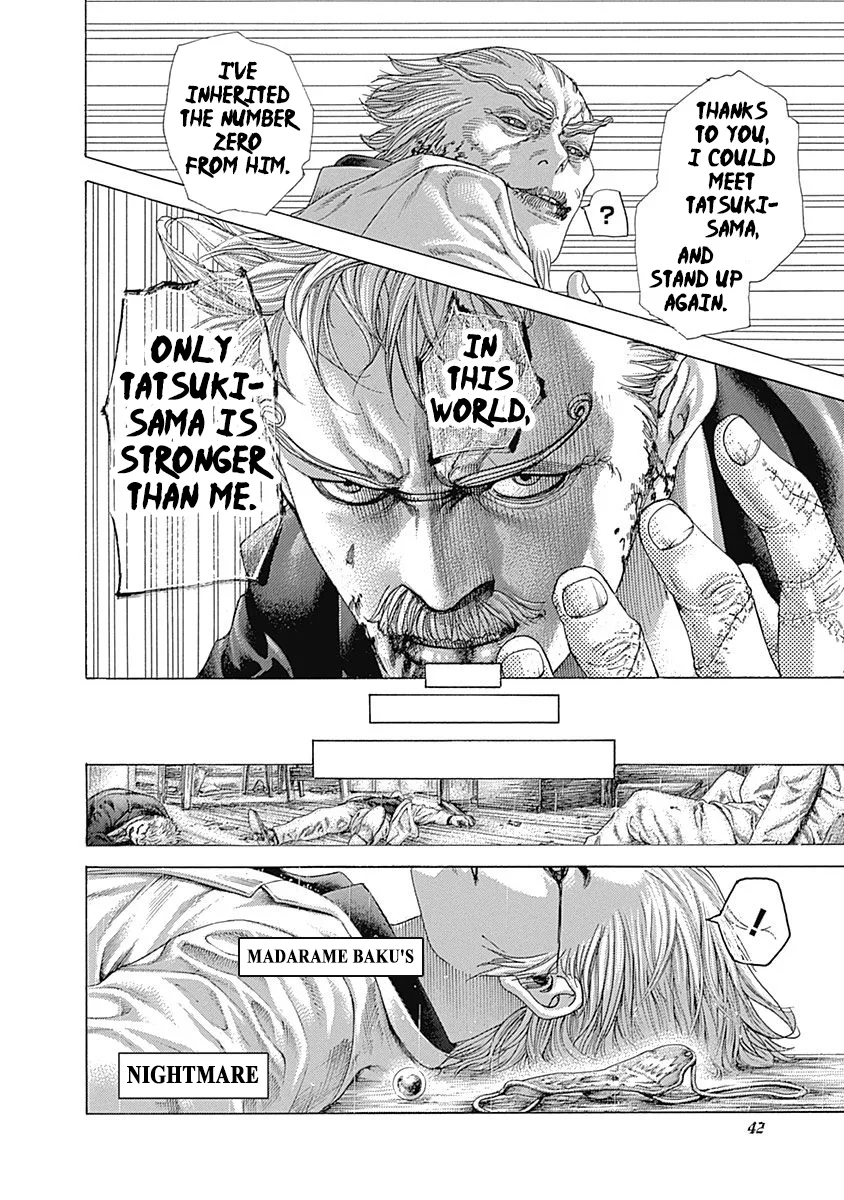 THANKS
TO YOU,
I COULD
MEET
TATSUKI-
SAMA,
AND
STAND UP
AGAIN.
?
I'VE
INHERITED
THE NUMBER
ZERO
FROM HIM.
IN
THIS
WORLD,
ONLY
TATSUKI-
SAMA IS
STRONGER
THAN ME.
!
MADARAME BAKU'S
NIGHTMARE
42